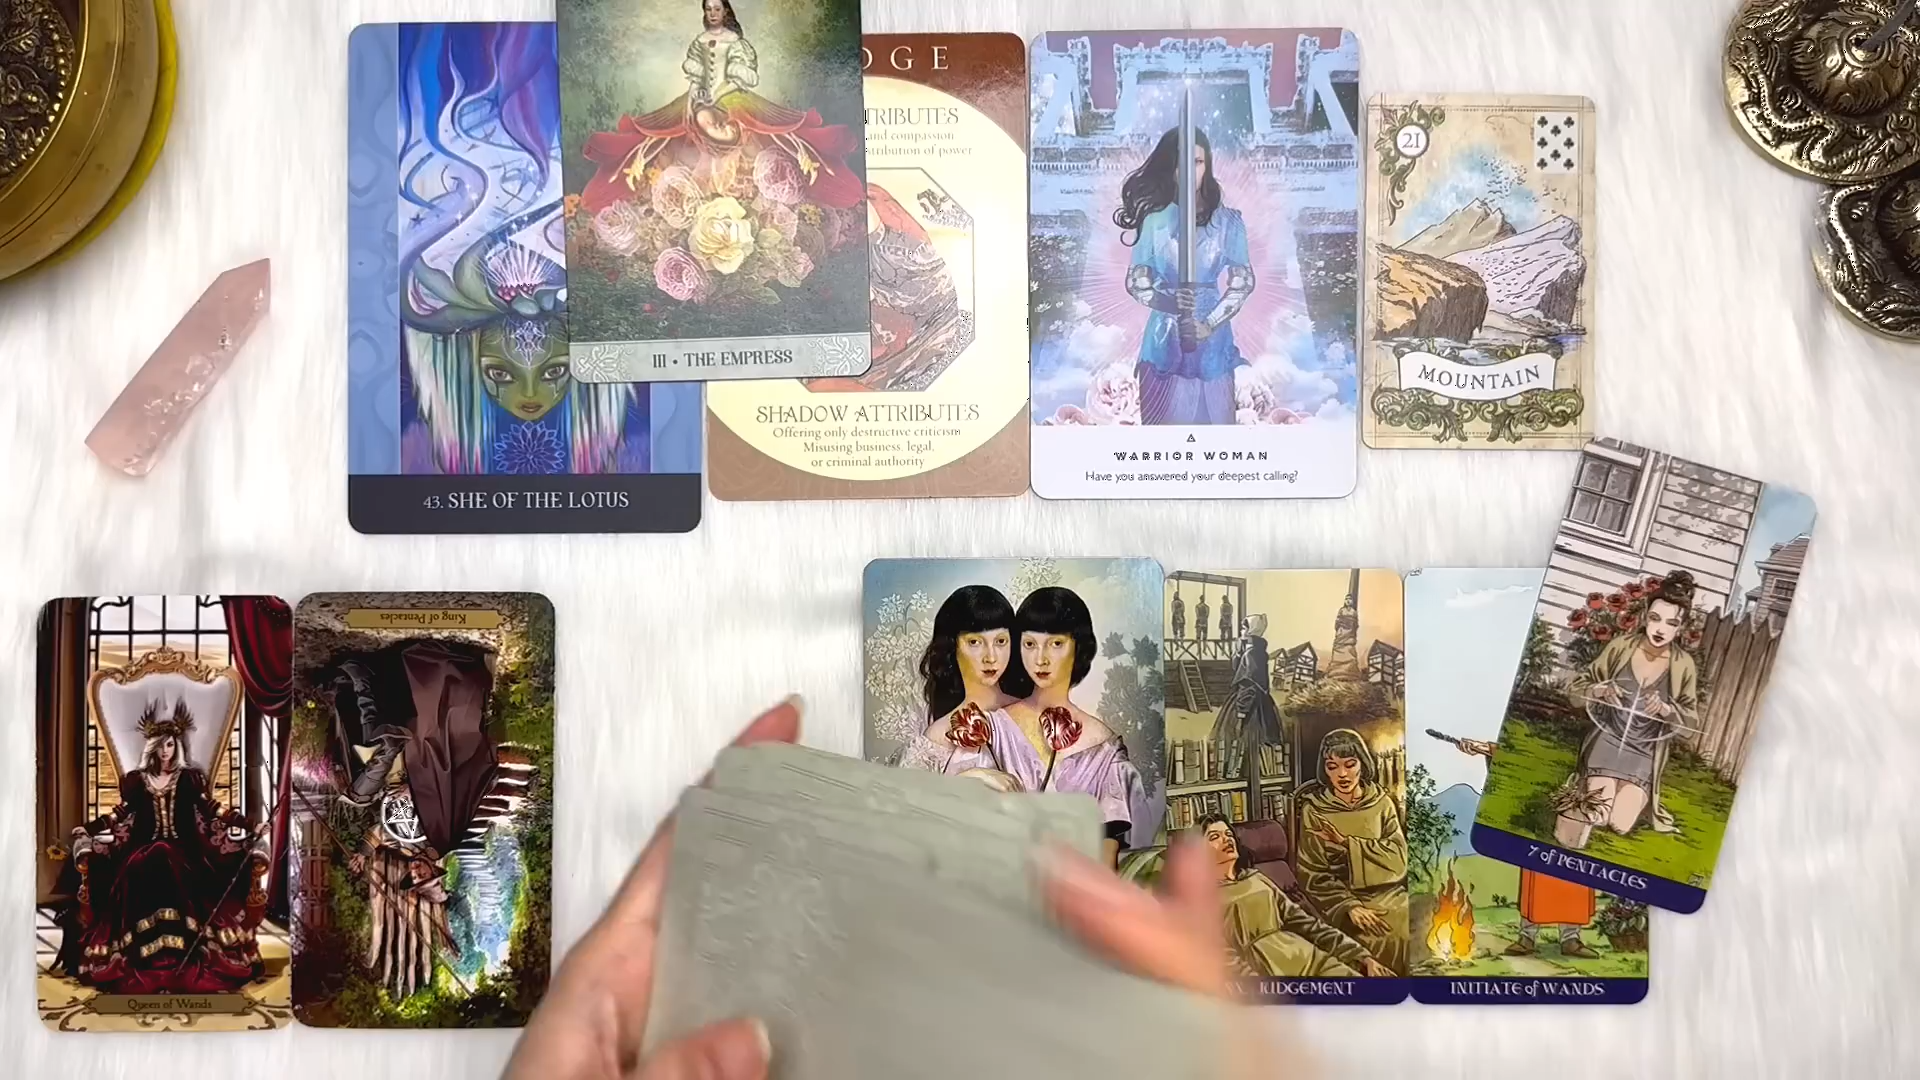 DGE
TRIBUTES
and compassion
stribution of power
III • THE EMPRESS
SHADOW ATTRIBUTES
Offering only destructive criticism
Misusing business, legal,
or criminal authority
43. SHE OF THE LOTUS
WARRIOR WOMAN
Have you answered your deepest calling?
21
MOUNTAIN
Queen of Wands
King of Pentacles
JUDGEMENT
INITIATE of WANDS
7 of PENTACLES